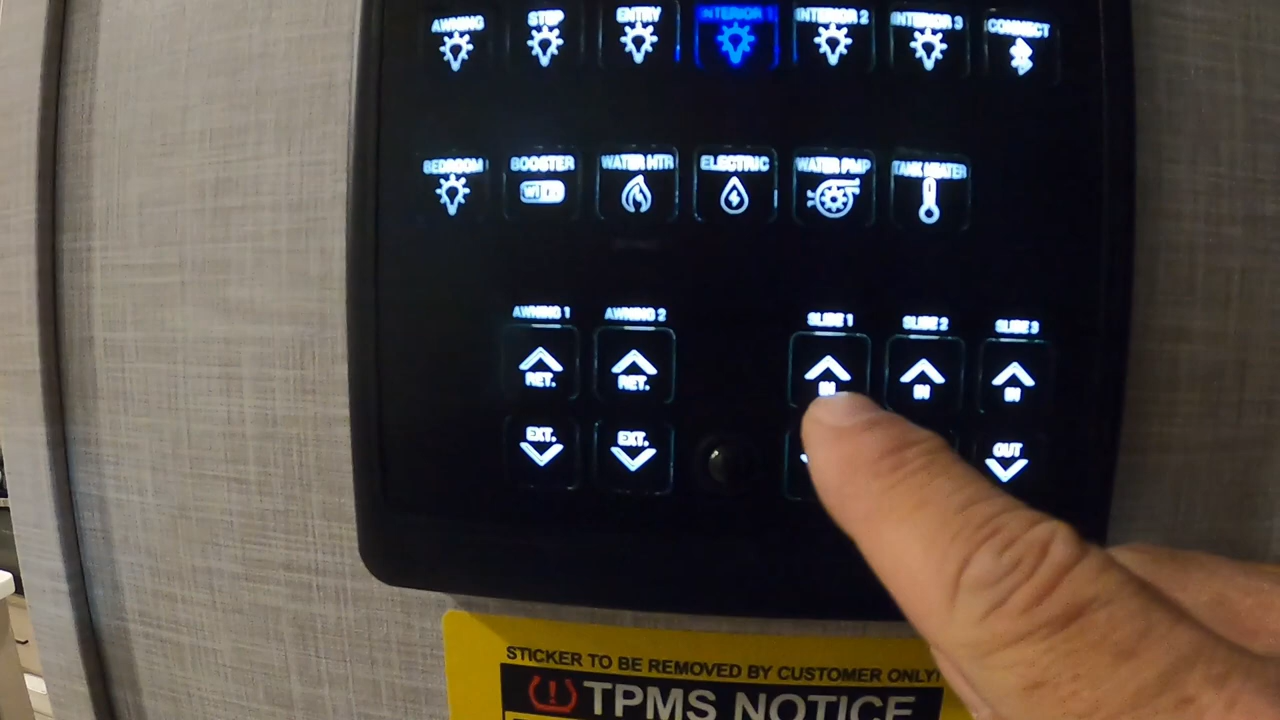 AWNING STEP ENTRY INTERIOR 1 INTERIOR 2 INTERIOR 3 CONNECT
BEDROOM BOOSTER WATER HTR ELECTRIC WATER PMP TANK HEATER
WiFi
AWNING 1 AWNING 2 SLIDE 1 SLIDE 2 SLIDE 3
RET. RET. IN IN IN
EXT. EXT. OUT
STICKER TO BE REMOVED BY CUSTOMER ONLY!
TPMS NOTICE